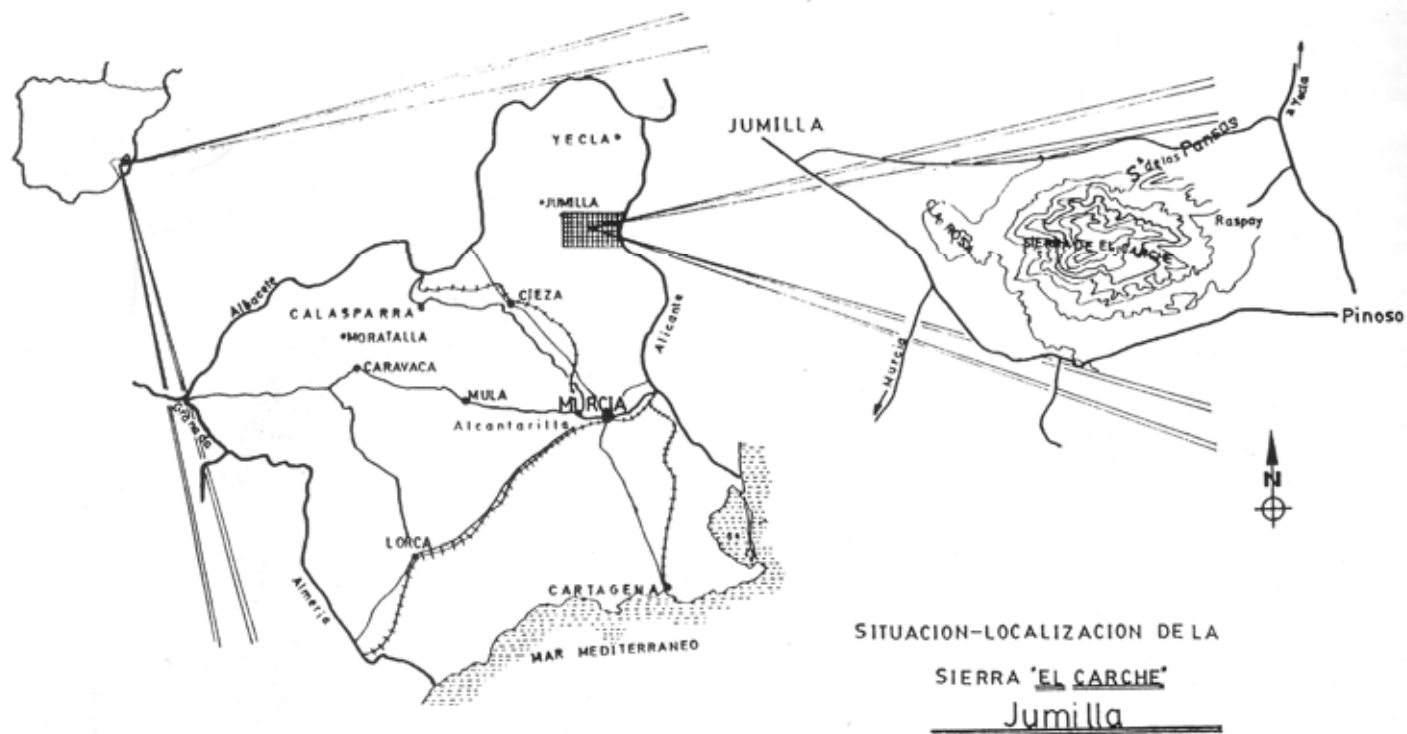 YECLA
JUMILLA
Albacete
CALASPARRA
CIEZA
MORATALLA
CARAVACA
MULA
MURCIA
Alcantarilla
Alicante
Granada
LORCA
Almería
CARTAGENA
MAR MEDITERRANEO
JUMILLA
a Yecla
Sª de las Pansas
LA ROSA
Raspay
SIERRA DE EL CARCHE
Pinoso
Murcia
N
SITUACION-LOCALIZACION DE LA
SIERRA "EL CARCHE"
Jumilla